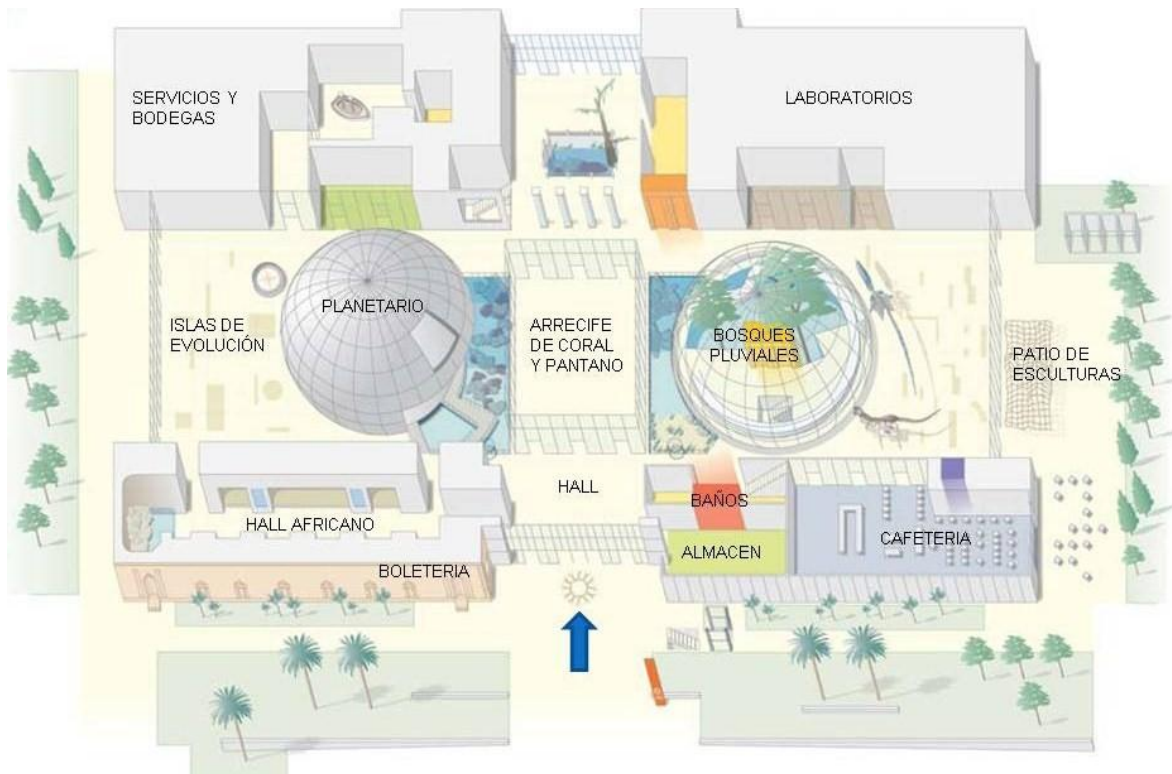 SERVICIOS Y
BODEGAS
LABORATORIOS
PLANETARIO
ISLAS DE
EVOLUCIÓN
ARRECIFE
DE CORAL
Y PANTANO
BOSQUES
PLUVIALES
PATIO DE
ESCULTURAS
HALL
BAÑOS
HALL AFRICANO
CAFETERIA
ALMACEN
BOLETERIA